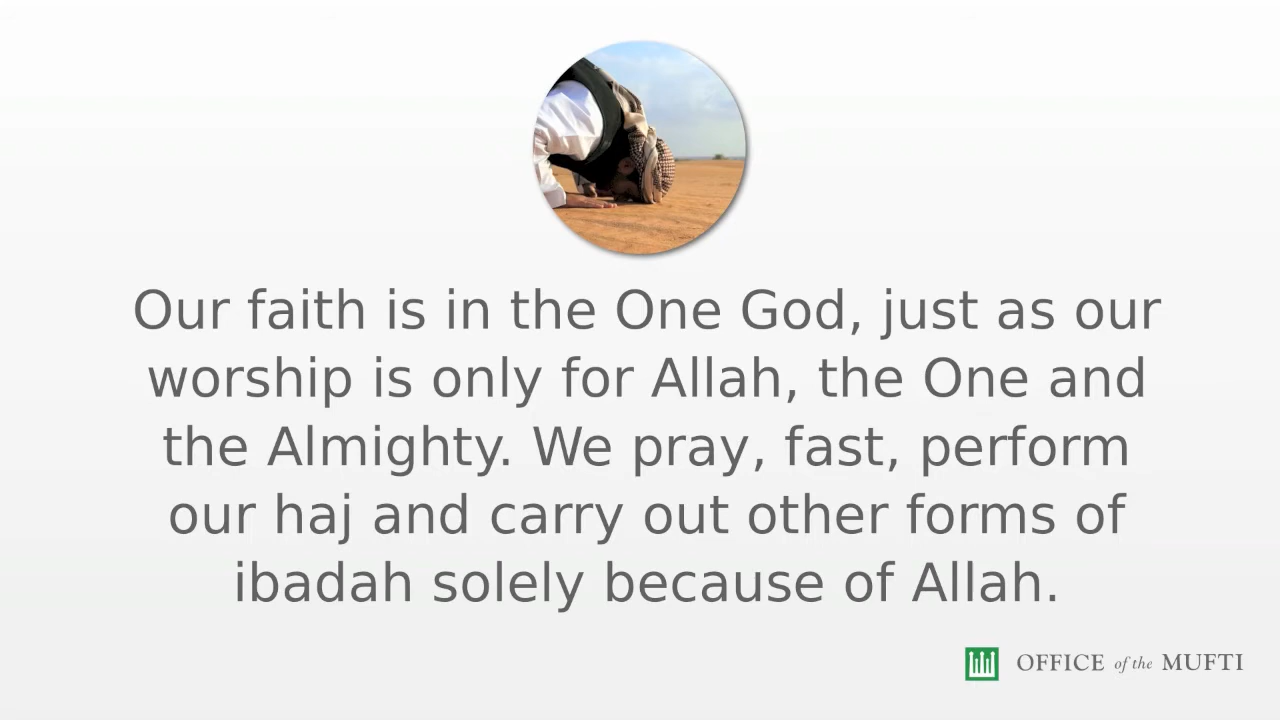 Our faith is in the One God, just as our
worship is only for Allah, the One and
the Almighty. We pray, fast, perform
our haj and carry out other forms of
ibadah solely because of Allah.
OFFICE of the MUFTI